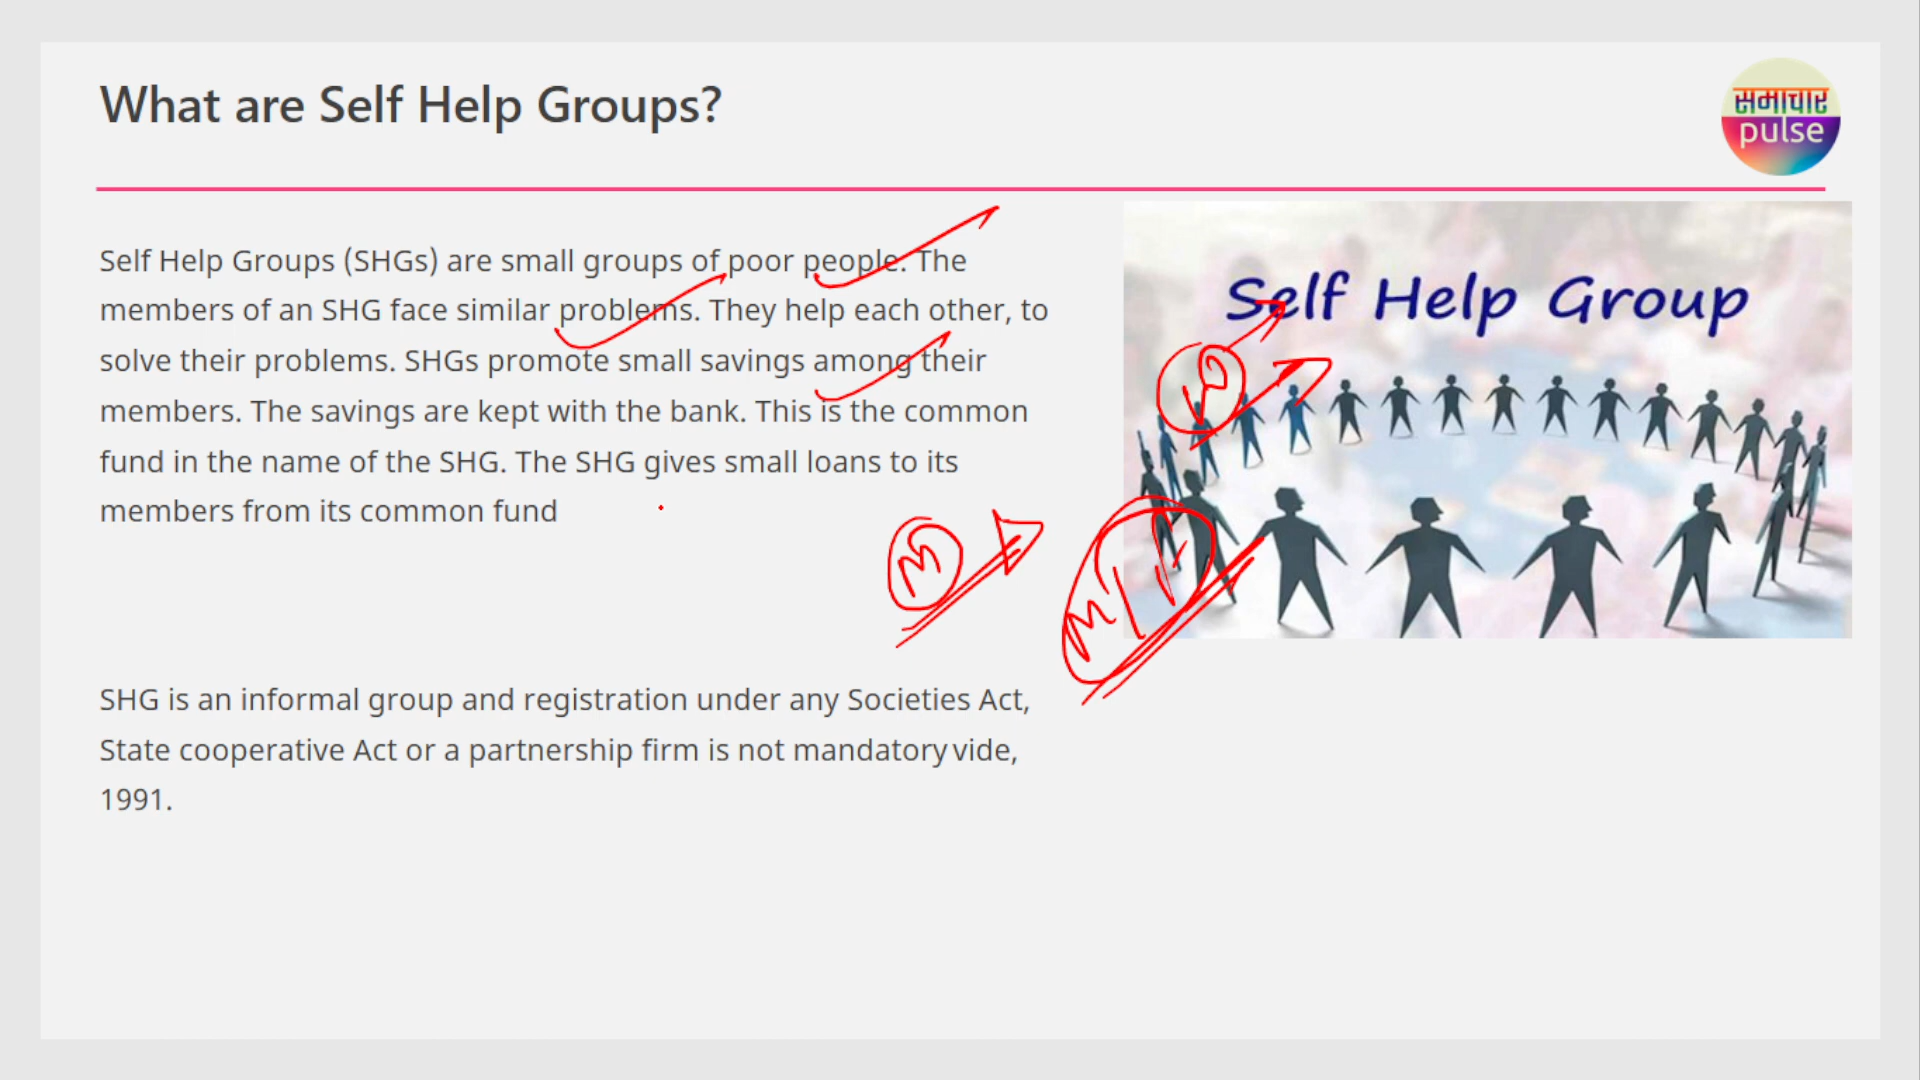 What are Self Help Groups?
समाचार
pulse
Self Help Groups (SHGs) are small groups of poor people. The
members of an SHG face similar problems. They help each other, to
solve their problems. SHGs promote small savings among their
members. The savings are kept with the bank. This is the common
fund in the name of the SHG. The SHG gives small loans to its
members from its common fund
Self Help Group
M
SHG is an informal group and registration under any Societies Act,
State cooperative Act or a partnership firm is not mandatory vide,
1991.